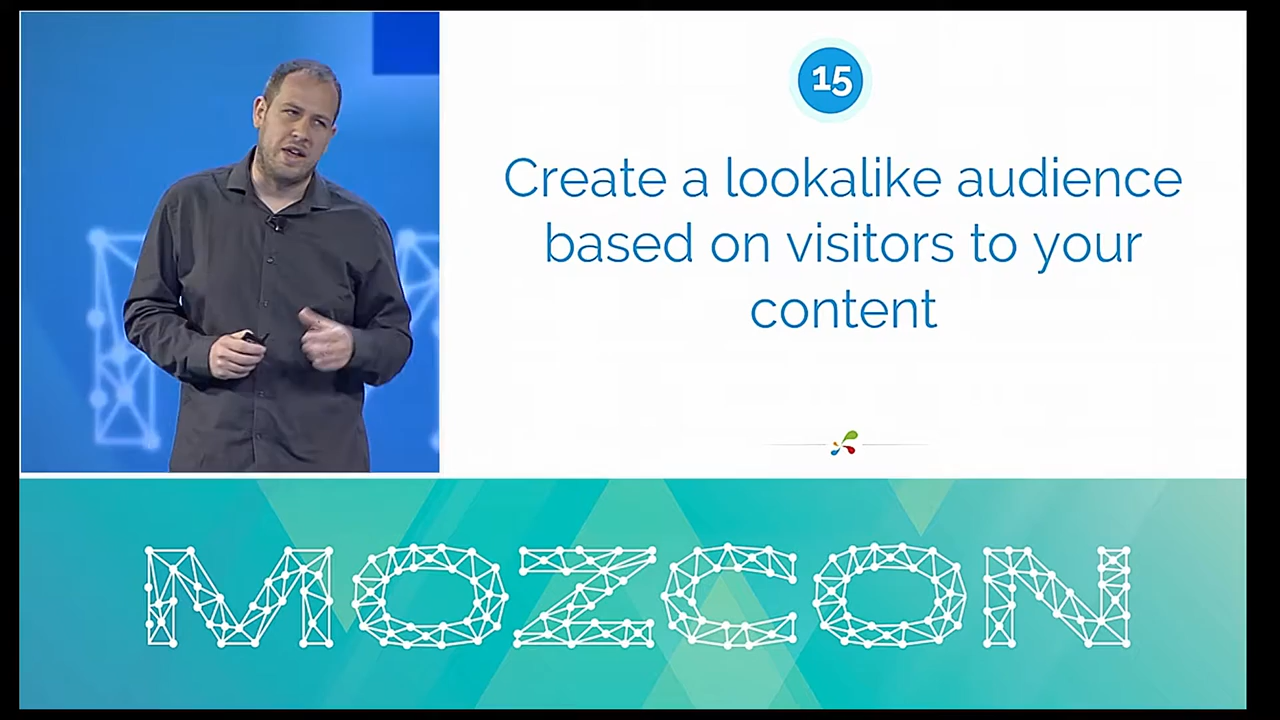 15
Create a lookalike audience
based on visitors to your
content
MOZCON